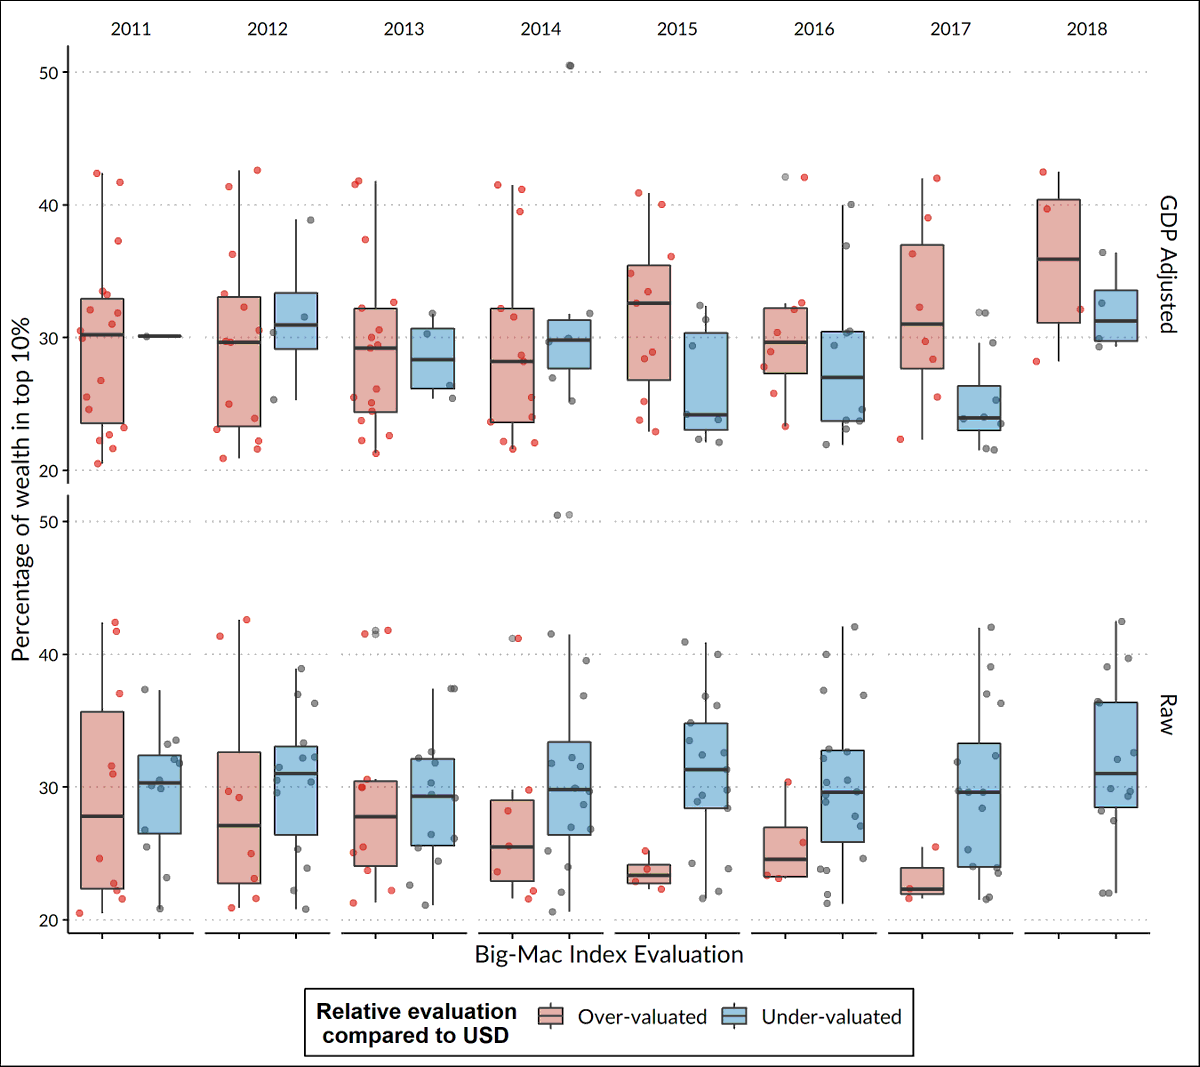 2011 2012 2013 2014 2015 2016 2017 2018
Percentage of wealth in top 10%
50
40
30
20
GDP Adjusted
50
40
30
20
Raw
Big-Mac Index Evaluation
Relative evaluation
compared to USD
Over-valuated
Under-valuated